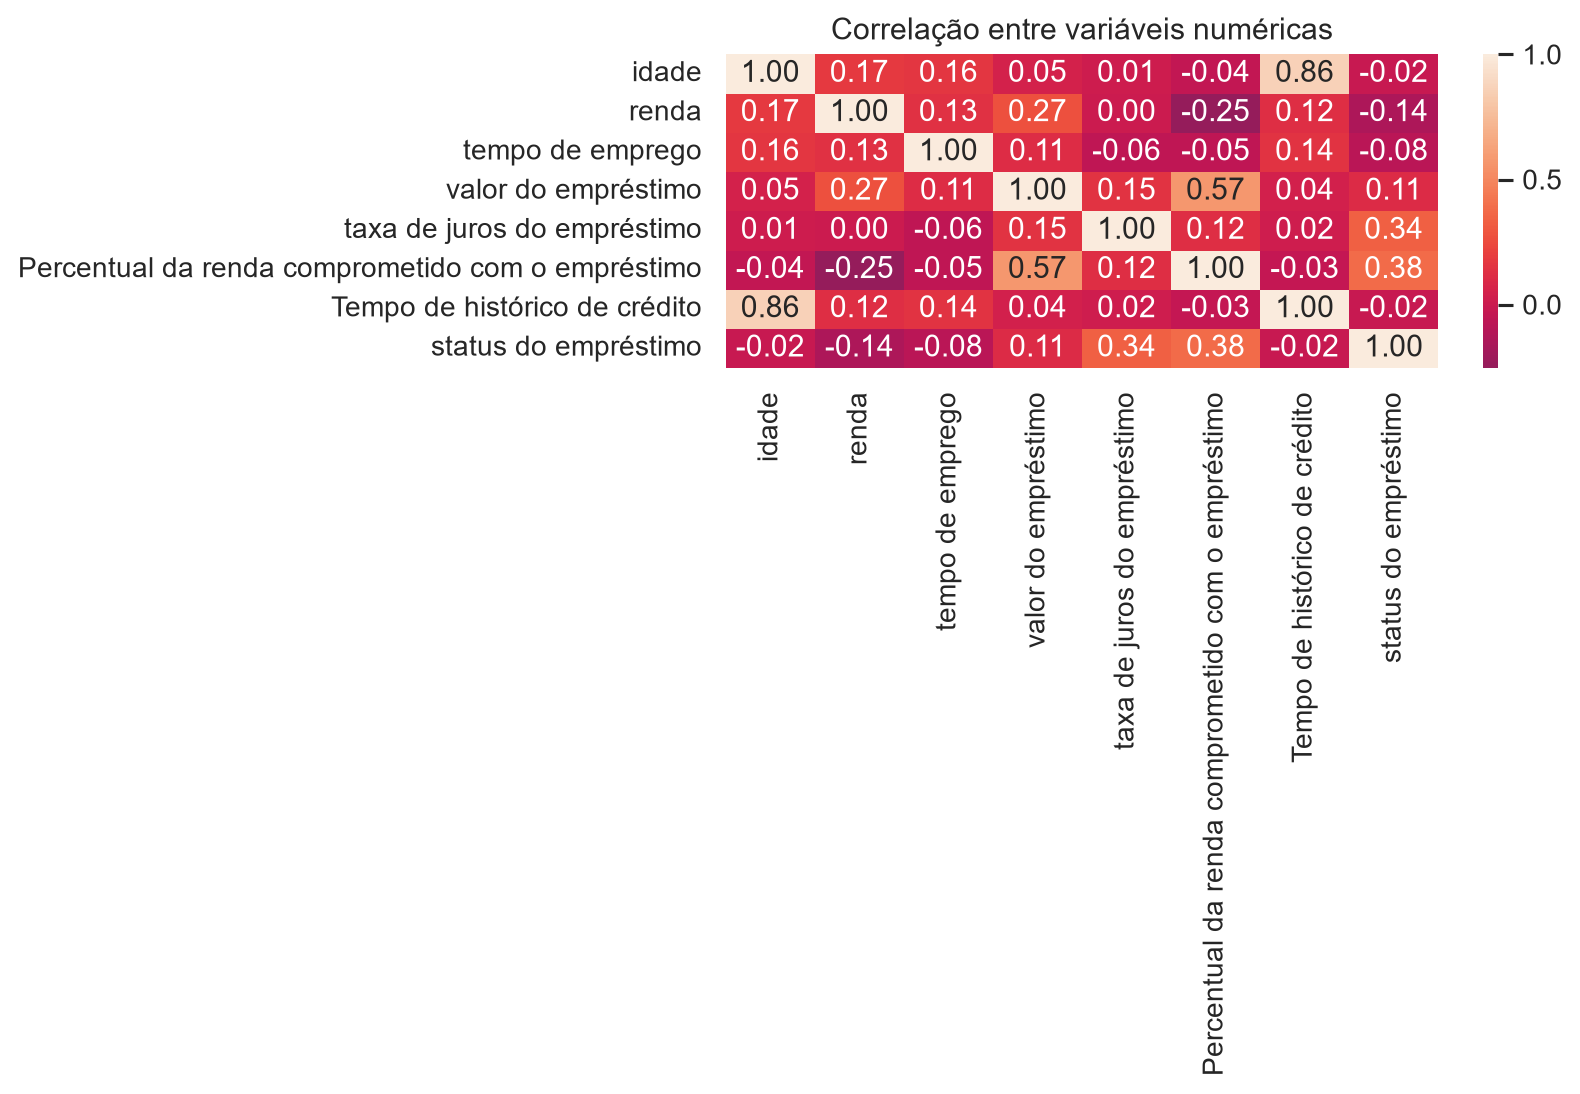 Correlação entre variáveis numéricas
idade 1.00 0.17 0.16 0.05 0.01 -0.04 0.86 -0.02
renda 0.17 1.00 0.13 0.27 0.00 -0.25 0.12 -0.14
tempo de emprego 0.16 0.13 1.00 0.11 -0.06 -0.05 0.14 -0.08
valor do empréstimo 0.05 0.27 0.11 1.00 0.15 0.57 0.04 0.11
taxa de juros do empréstimo 0.01 0.00 -0.06 0.15 1.00 0.12 0.02 0.34
Percentual da renda comprometido com o empréstimo -0.04 -0.25 -0.05 0.57 0.12 1.00 -0.03 0.38
Tempo de histórico de crédito 0.86 0.12 0.14 0.04 0.02 -0.03 1.00 -0.02
status do empréstimo -0.02 -0.14 -0.08 0.11 0.34 0.38 -0.02 1.00
idade
renda
tempo de emprego
valor do empréstimo
taxa de juros do empréstimo
Percentual da renda comprometido com o empréstimo
Tempo de histórico de crédito
status do empréstimo
1.0
0.5
0.0